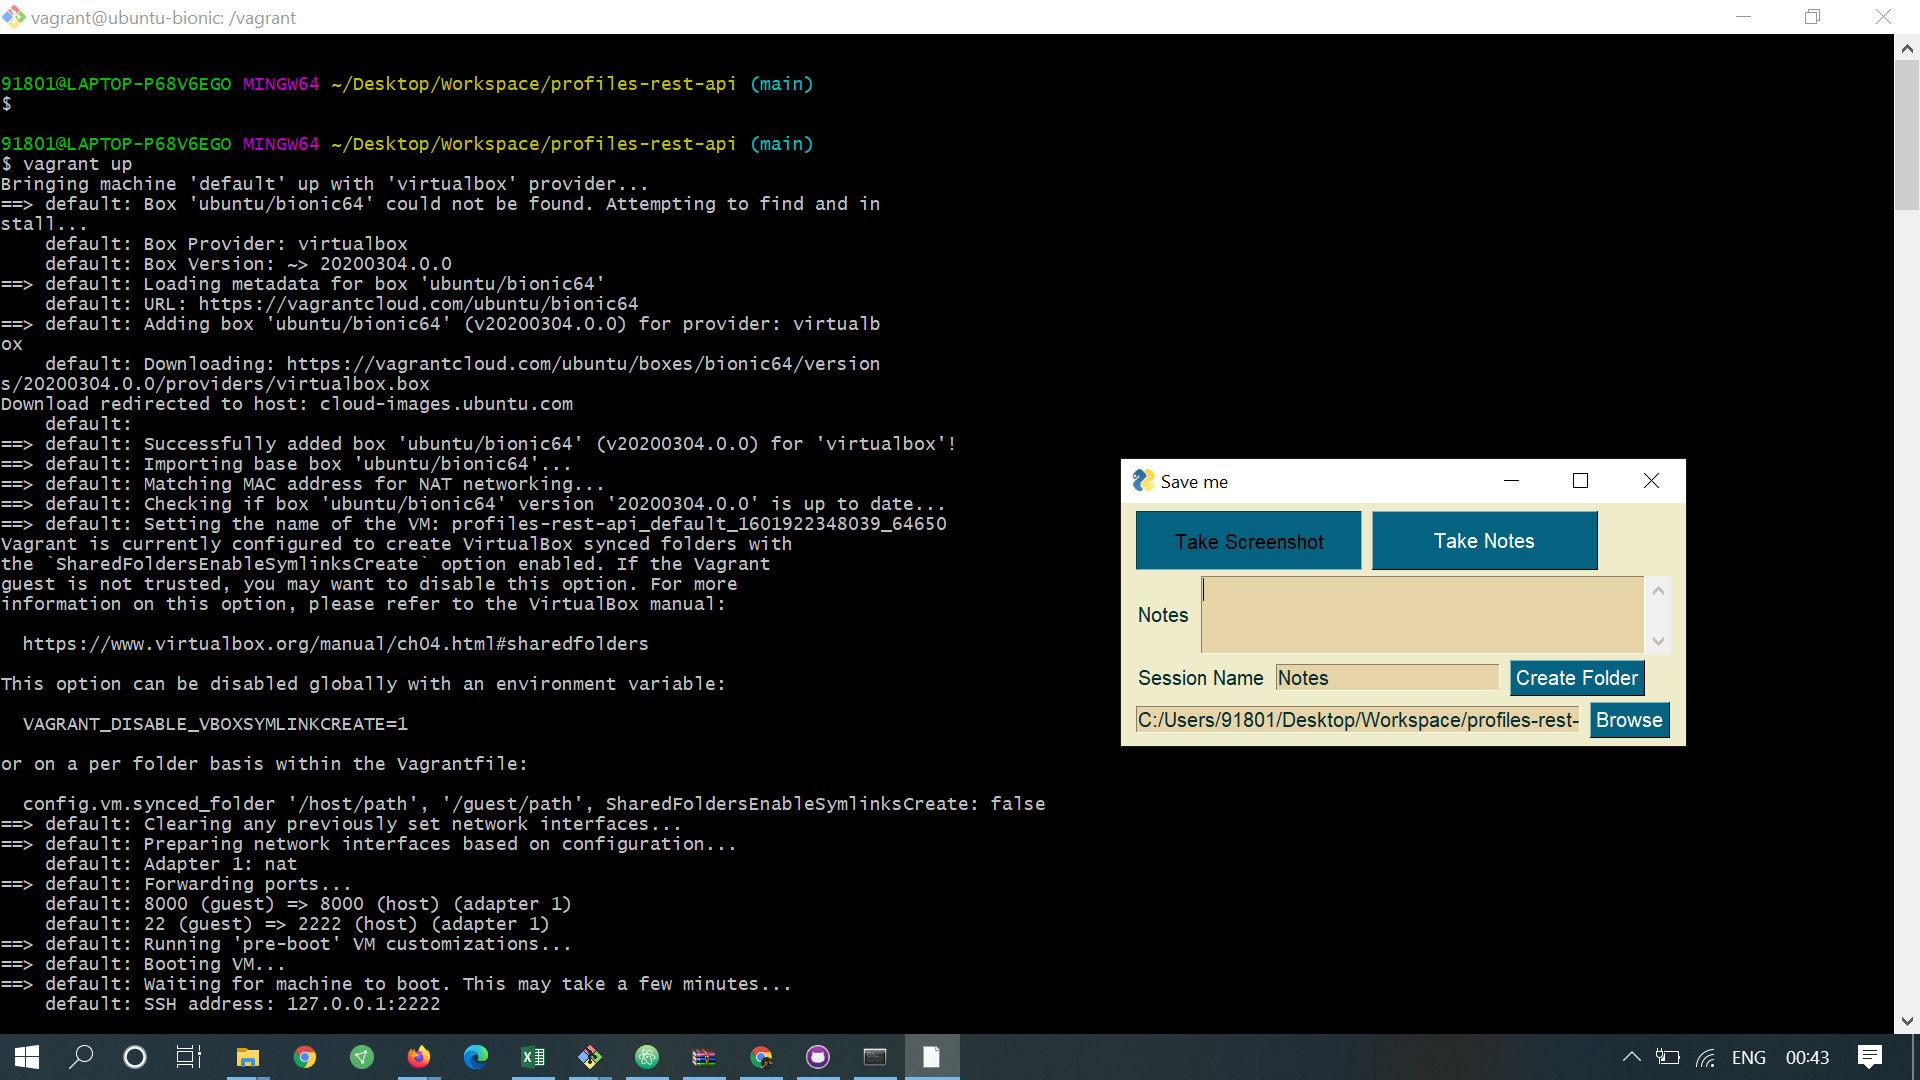 vagrant@ubuntu-bionic: /vagrant
91801@LAPTOP-P68V6EGO MINGW64 ~/Desktop/Workspace/profiles-rest-api (main)
$
91801@LAPTOP-P68V6EGO MINGW64 ~/Desktop/Workspace/profiles-rest-api (main)
$ vagrant up
Bringing machine 'default' up with 'virtualbox' provider...
==> default: Box 'ubuntu/bionic64' could not be found. Attempting to find and in
stall...
    default: Box Provider: virtualbox
    default: Box Version: ~> 20200304.0.0
==> default: Loading metadata for box 'ubuntu/bionic64'
    default: URL: https://vagrantcloud.com/ubuntu/bionic64
==> default: Adding box 'ubuntu/bionic64' (v20200304.0.0) for provider: virtualb
ox
    default: Downloading: https://vagrantcloud.com/ubuntu/boxes/bionic64/version
s/20200304.0.0/providers/virtualbox.box
Download redirected to host: cloud-images.ubuntu.com
    default:
==> default: Successfully added box 'ubuntu/bionic64' (v20200304.0.0) for 'virtualbox'!
==> default: Importing base box 'ubuntu/bionic64'...
==> default: Matching MAC address for NAT networking...
==> default: Checking if box 'ubuntu/bionic64' version '20200304.0.0' is up to date...
==> default: Setting the name of the VM: profiles-rest-api_default_1601922348039_64650
Vagrant is currently configured to create VirtualBox synced folders with
the `SharedFoldersEnableSymlinksCreate` option enabled. If the Vagrant
guest is not trusted, you may want to disable this option. For more
information on this option, please refer to the VirtualBox manual:
  https://www.virtualbox.org/manual/ch04.html#sharedfolders
This option can be disabled globally with an environment variable:
  VAGRANT_DISABLE_VBOXSYMLINKCREATE=1
or on a per folder basis within the Vagrantfile:
  config.vm.synced_folder '/host/path', '/guest/path', SharedFoldersEnableSymlinksCreate: false
==> default: Clearing any previously set network interfaces...
==> default: Preparing network interfaces based on configuration...
    default: Adapter 1: nat
==> default: Forwarding ports...
    default: 8000 (guest) => 8000 (host) (adapter 1)
    default: 22 (guest) => 2222 (host) (adapter 1)
==> default: Running 'pre-boot' VM customizations...
==> default: Booting VM...
==> default: Waiting for machine to boot. This may take a few minutes...
    default: SSH address: 127.0.0.1:2222
Save me
Take Screenshot Take Notes
Notes
Session Name Notes Create Folder
C:/Users/91801/Desktop/Workspace/profiles-rest- Browse
ENG 00:43